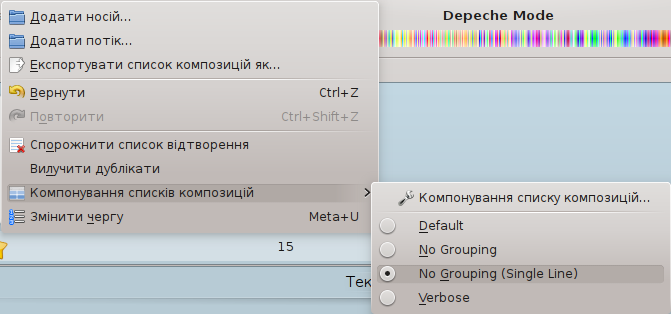 Додати носій...
Додати потік...
Експортувати список композицій як...
Вернути Ctrl+Z
Повторити Ctrl+Shift+Z
Спорожнити список відтворення
Вилучити дублікати
Компонування списків композицій
Змінити чергу Meta+U
Depeche Mode
Компонування списку композицій...
Default
No Grouping
No Grouping (Single Line)
Verbose
15
Тек